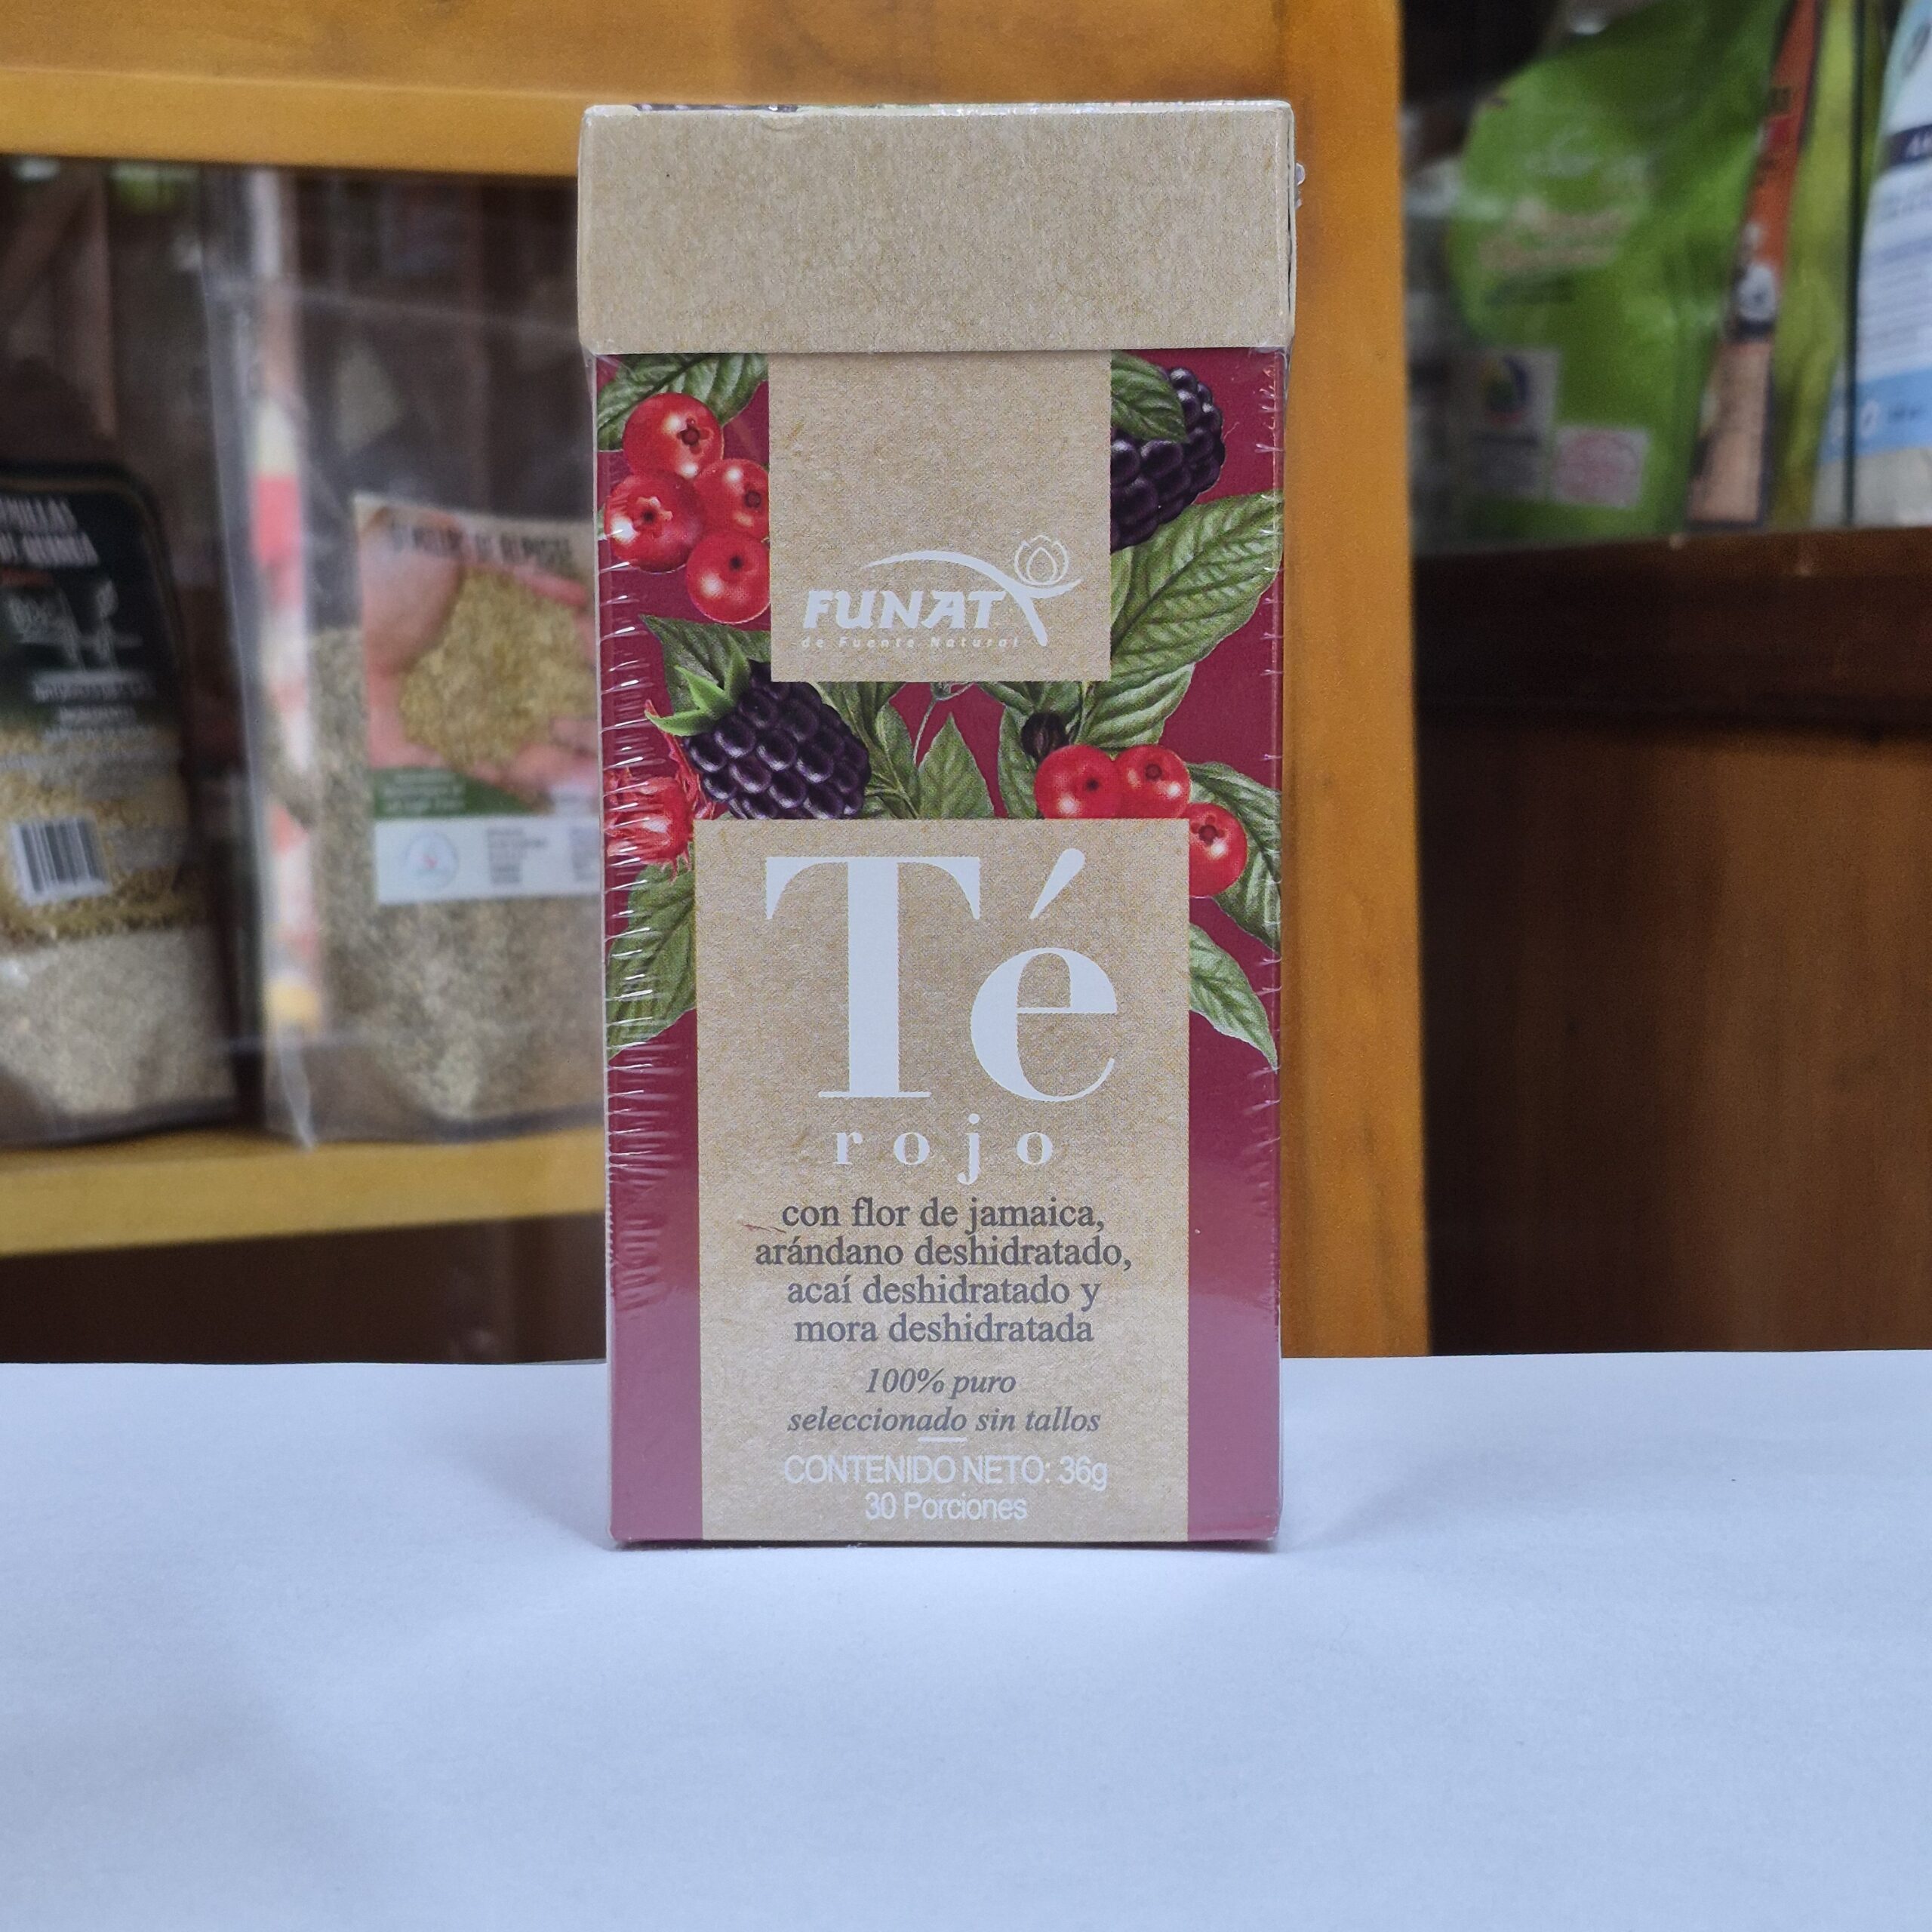 FUNAT
de Fuente Natural
Té
rojo
con flor de jamaica,
arándano deshidratado,
acaí deshidratado y
mora deshidratada
100% puro
seleccionado sin tallos
CONTENIDO NETO: 36g
30 Porciones